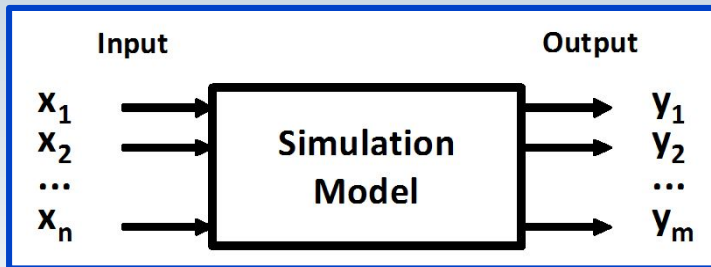 Input Output
x₁ y₁
x₂ Simulation y₂
... Model ...
xₙ yₘ